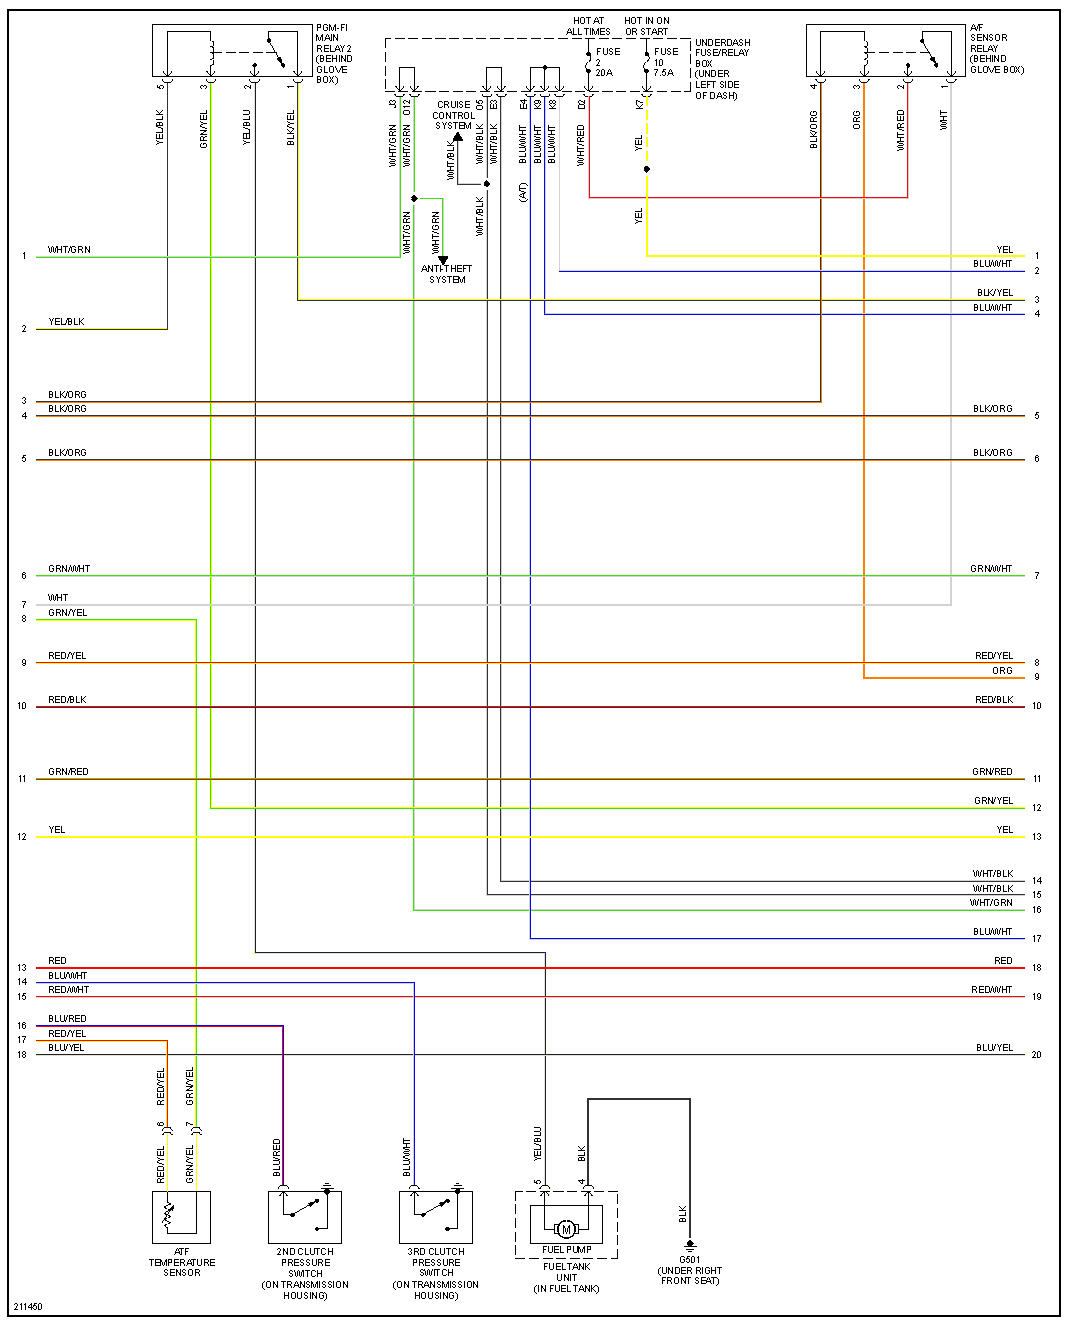 PGM-FI
MAIN
RELAY 2
(BEHIND
GLOVE
BOX)
HOT AT
ALL TIMES
HOT IN ON
OR START
FUSE
2
20A
FUSE
10
7.5A
UNDERDASH
FUSE/RELAY
BOX
(UNDER
LEFT SIDE
OF DASH)
A/F
SENSOR
RELAY
(BEHIND
GLOVE BOX)
5
3
2
1
J3
O12
O5
E3
E4
K9
K8
D2
K7
4
3
2
1
YEL/BLK
GRN/YEL
YEL/BLU
BLK/YEL
WHT/GRN
WHT/GRN
CRUISE
CONTROL
SYSTEM
WHT/BLK
WHT/BLK
WHT/BLK
BLU/WHT
BLU/WHT
BLU/WHT
WHT/RED
YEL
BLK/ORG
ORG
WHT/RED
WHT
(A/T)
WHT/GRN
WHT/GRN
WHT/BLK
YEL
ANTI-THEFT
SYSTEM
1 WHT/GRN
YEL 1
BLU/WHT 2
BLK/YEL 3
BLU/WHT 4
2 YEL/BLK
3 BLK/ORG
4 BLK/ORG
BLK/ORG 5
5 BLK/ORG
BLK/ORG 6
6 GRN/WHT
GRN/WHT 7
7 WHT
8 GRN/YEL
9 RED/YEL
RED/YEL 8
ORG 9
10 RED/BLK
RED/BLK 10
11 GRN/RED
GRN/RED 11
GRN/YEL 12
12 YEL
YEL 13
WHT/BLK 14
WHT/BLK 15
WHT/GRN 16
BLU/WHT 17
13 RED
RED 18
14 BLU/WHT
15 RED/WHT
RED/WHT 19
16 BLU/RED
17 RED/YEL
18 BLU/YEL
BLU/YEL 20
RED/YEL
GRN/YEL
6
7
RED/YEL
GRN/YEL
BLU/RED
BLU/WHT
YEL/BLU
BLK
5
4
BLK
M
FUEL PUMP
ATF
TEMPERATURE
SENSOR
2ND CLUTCH
PRESSURE
SWITCH
(ON TRANSMISSION
HOUSING)
3RD CLUTCH
PRESSURE
SWITCH
(ON TRANSMISSION
HOUSING)
FUEL TANK
UNIT
(IN FUEL TANK)
G501
(UNDER RIGHT
FRONT SEAT)
211450